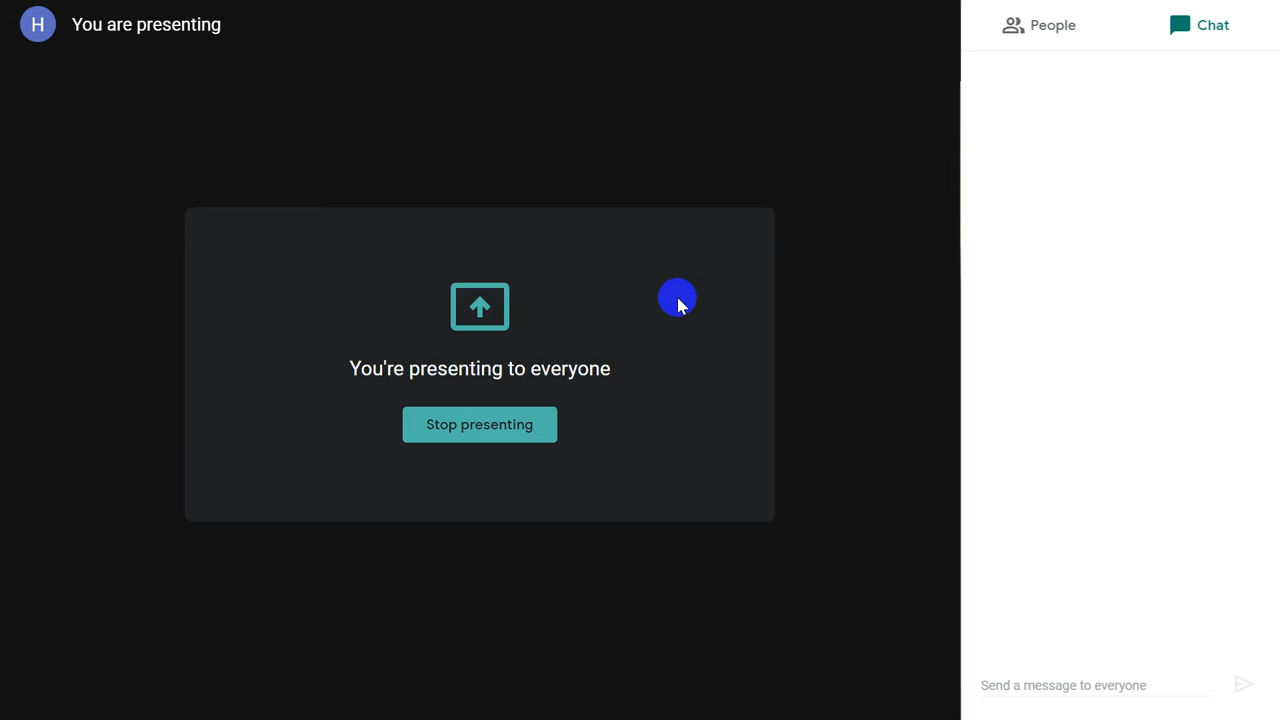 H
You are presenting
People
Chat
You're presenting to everyone
Stop presenting
Send a message to everyone